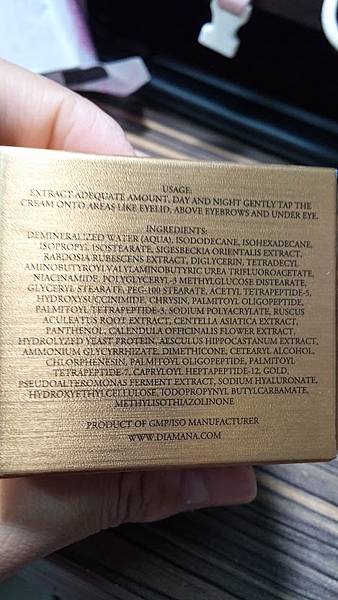 USAGE:
EXTRACT ADEQUATE AMOUNT, DAY AND NIGHT GENTLY TAP THE
CREAM ONTO AREAS LIKE EYELID, ABOVE EYEBROWS AND UNDER EYE.
INGREDIENTS:
DEMINERALIZED WATER (AQUA), ISODODECANE, ISOHEXADECANE,
ISOPROPYL ISOSTEARATE, SIGESBECKIA ORIENTALIS EXTRACT,
RABDOSIA RUBESCENS EXTRACT, DIGLYCERIN, TETRADECYL
AMINOBUTYROYLVALYLAMINOBUTYRIC UREA TRIFLUOROACETATE,
NIACINAMIDE, POLYGLYCERYL-3 METHYLGLUCOSE DISTEARATE,
GLYCERYL STEARATE, PEG-100 STEARATE, ACETYL TETRAPEPTIDE-5,
HYDROXYSUCCINIMIDE, CHRYSIN, PALMITOYL OLIGOPEPTIDE,
PALMITOYL TETRAPEPTIDE-3, SODIUM POLYACRYLATE, RUSCUS
ACULEATUS ROOT EXTRACT, CENTELLA ASIATICA EXTRACT,
PANTHENOL, CALENDULA OFFICINALIS FLOWER EXTRACT,
HYDROLYZED YEAST PROTEIN, AESCULUS HIPPOCASTANUM EXTRACT,
AMMONIUM GLYCYRRHIZATE, DIMETHICONE, CETEARYL ALCOHOL,
CHLORPHENESIN, PALMITOYL OLIGOPEPTIDE, PALMITOYL
TETRAPEPTIDE-7, CAPRYLOYL HEPTAPEPTIDE-12, GOLD,
PSEUDOALTEROMONAS FERMENT EXTRACT, SODIUM HYALURONATE,
HYDROXYETHYLCELLULOSE, IODOPROPYNYL BUTYLCARBAMATE,
METHYLISOTHIAZOLINONE
PRODUCT OF GMP/ISO MANUFACTURER
WWW.DIAMANA.COM